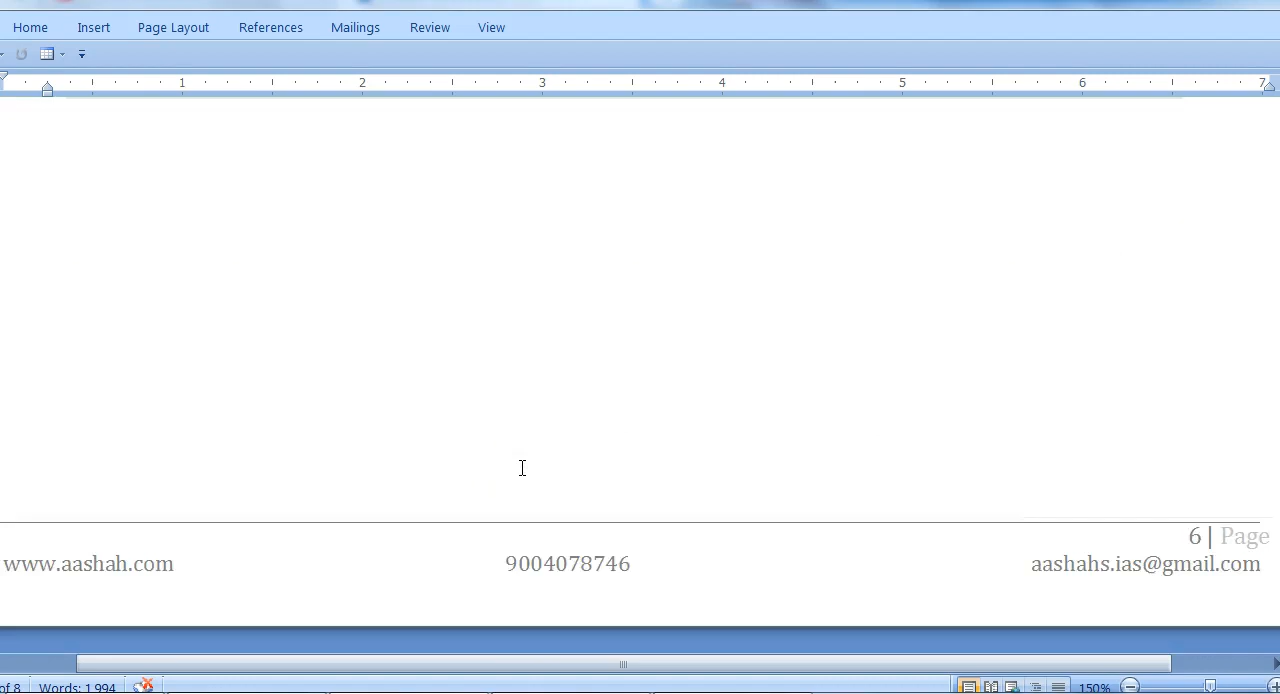 Home Insert Page Layout References Mailings Review View
1 2 3 4 5 6 7
6 | Page
www.aashah.com 9004078746 aashahs.ias@gmail.com
of 8 Words: 1,994 150%